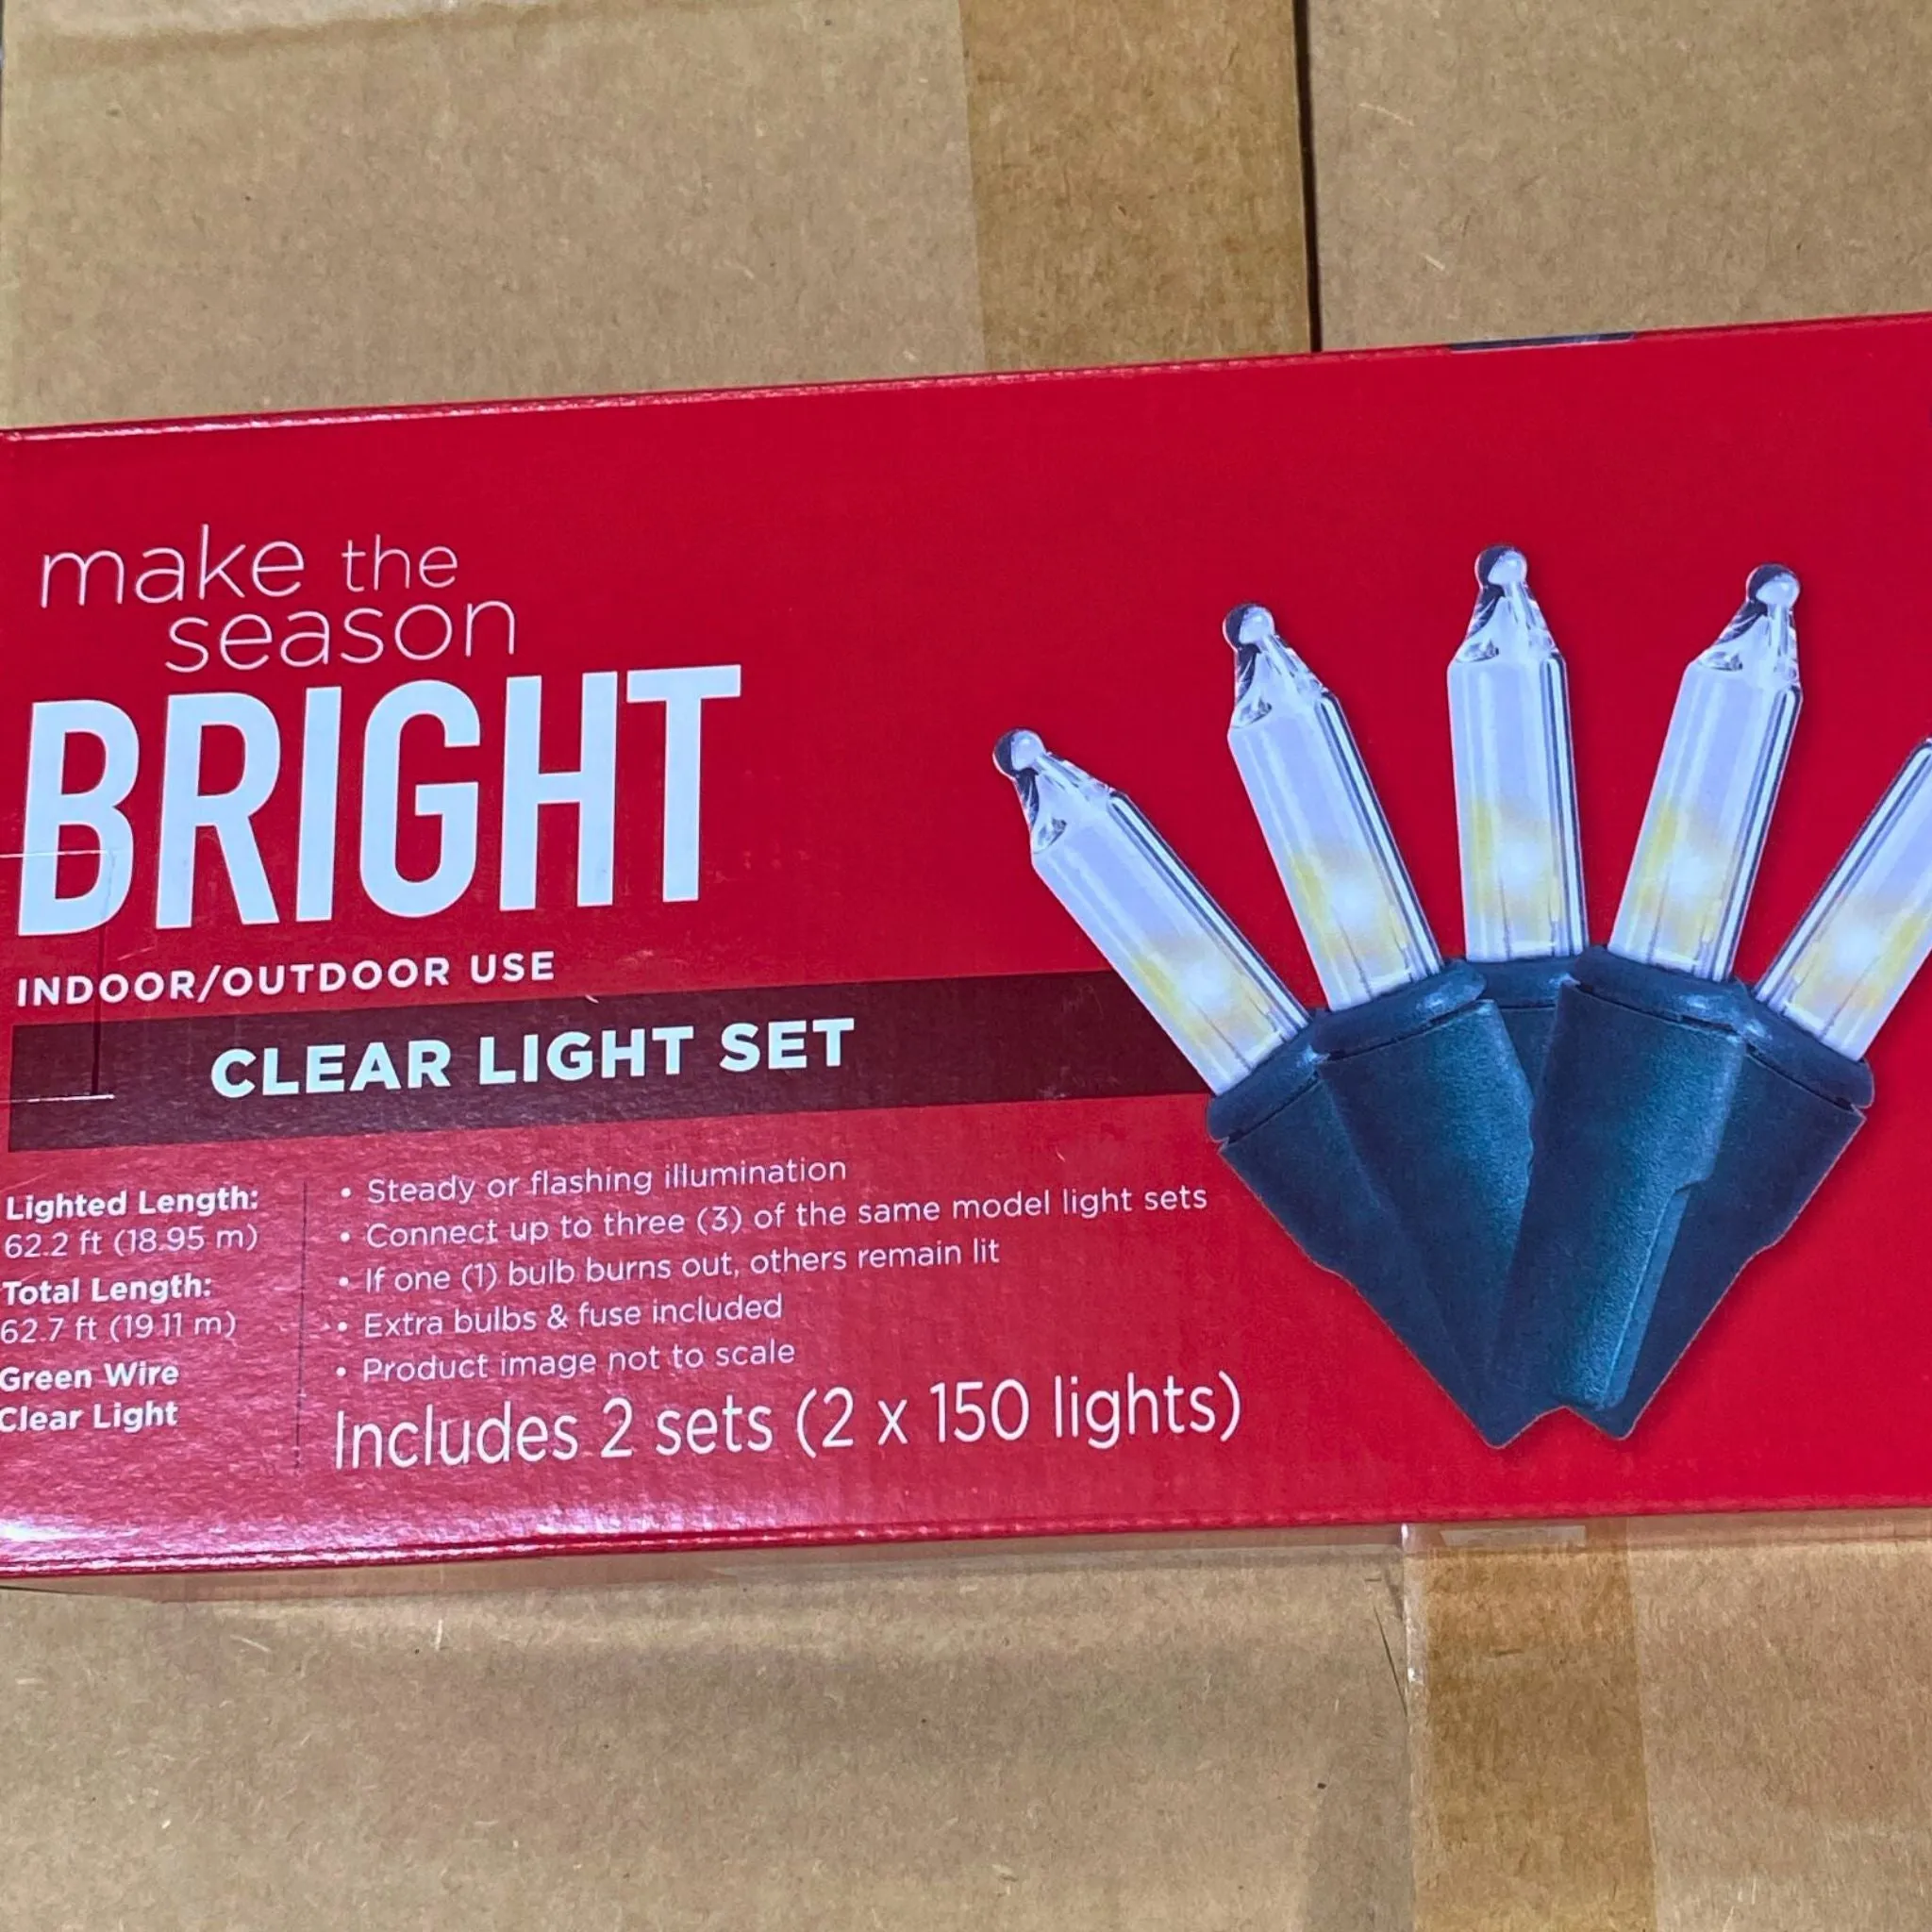 make the
season
BRIGHT
INDOOR/OUTDOOR USE
CLEAR LIGHT SET
Lighted Length:
62.2 ft (18.95 m)
Total Length:
62.7 ft (19.11 m)
Green Wire
Clear Light
• Steady or flashing illumination
• Connect up to three (3) of the same model light sets
• If one (1) bulb burns out, others remain lit
• Extra bulbs & fuse included
• Product image not to scale
Includes 2 sets (2 x 150 lights)